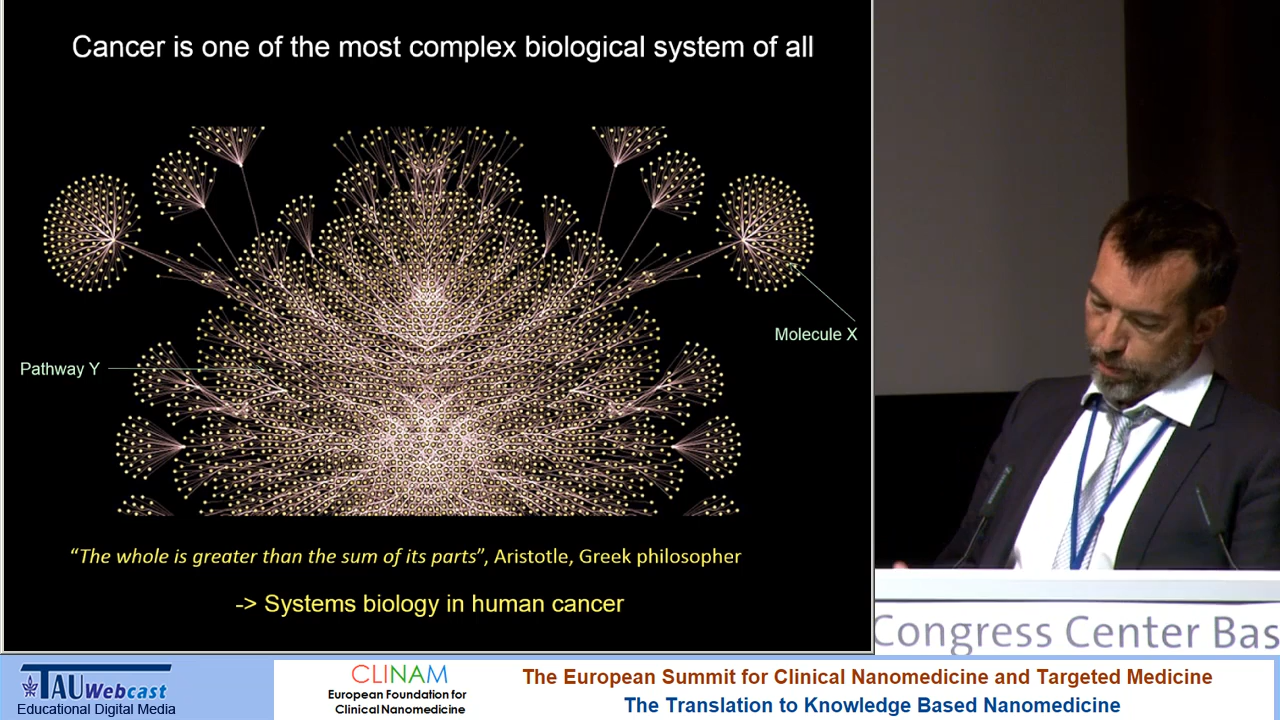 Cancer is one of the most complex biological system of all
Molecule X
Pathway Y
“The whole is greater than the sum of its parts”, Aristotle, Greek philosopher
-> Systems biology in human cancer
Congress Center Bas
TAU Webcast
Educational Digital Media
CLINAM
European Foundation for
Clinical Nanomedicine
The European Summit for Clinical Nanomedicine and Targeted Medicine
The Translation to Knowledge Based Nanomedicine